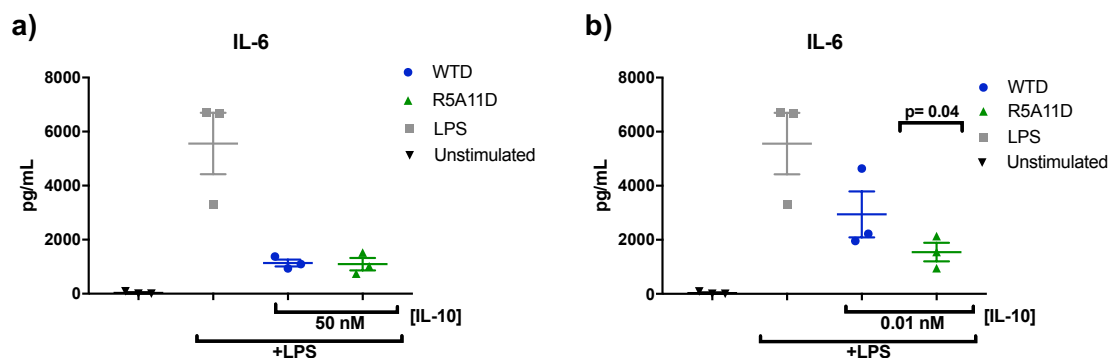 a)
IL-6
8000
6000
4000
2000
0
pg/mL
WTD
R5A11D
LPS
Unstimulated
50 nM
[IL-10]
+LPS
b)
IL-6
8000
6000
4000
2000
0
pg/mL
p= 0.04
WTD
R5A11D
LPS
Unstimulated
0.01 nM
[IL-10]
+LPS